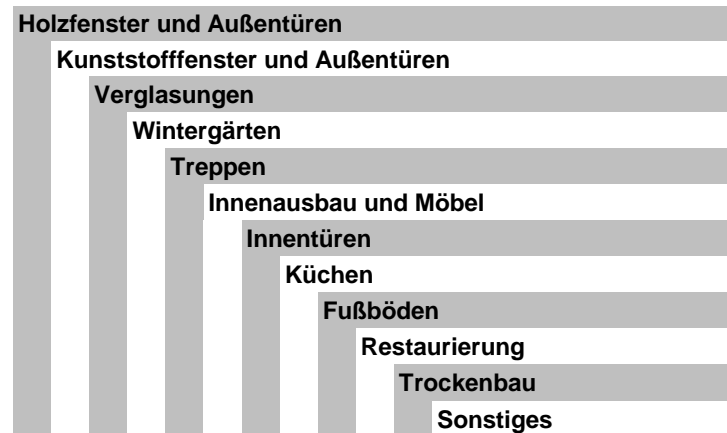 Holzfenster und Außentüren
Kunststofffenster und Außentüren
Verglasungen
Wintergärten
Treppen
Innenausbau und Möbel
Innentüren
Küchen
Fußböden
Restaurierung
Trockenbau
Sonstiges